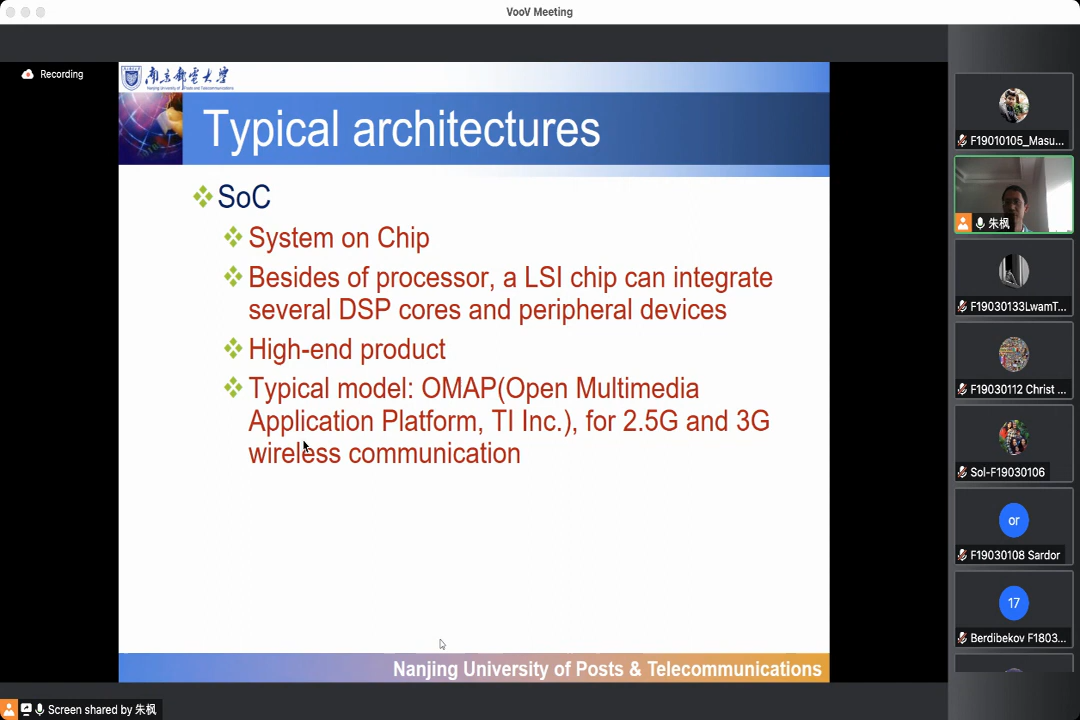 VooV Meeting
Recording
南京邮电大学
Nanjing University of Posts and Telecommunications
Typical architectures
SoC
System on Chip
Besides of processor, a LSI chip can integrate
several DSP cores and peripheral devices
High-end product
Typical model: OMAP(Open Multimedia
Application Platform, TI Inc.), for 2.5G and 3G
wireless communication
Nanjing University of Posts & Telecommunications
Screen shared by 朱枫
F19010105_Masu...
朱枫
F19030133LwamT...
F19030112 Christ ...
Sol-F19030106
or
F19030108 Sardor
17
Berdibekov F1803...